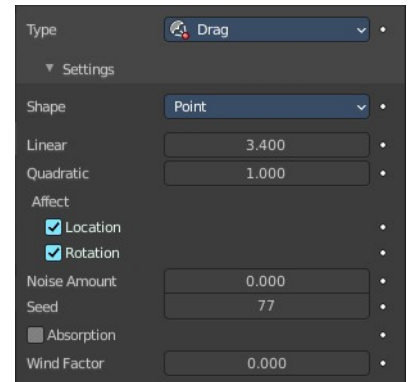 Type Drag
Settings
Shape Point
Linear 3.400
Quadratic 1.000
Affect
Location
Rotation
Noise Amount 0.000
Seed 77
Absorption
Wind Factor 0.000